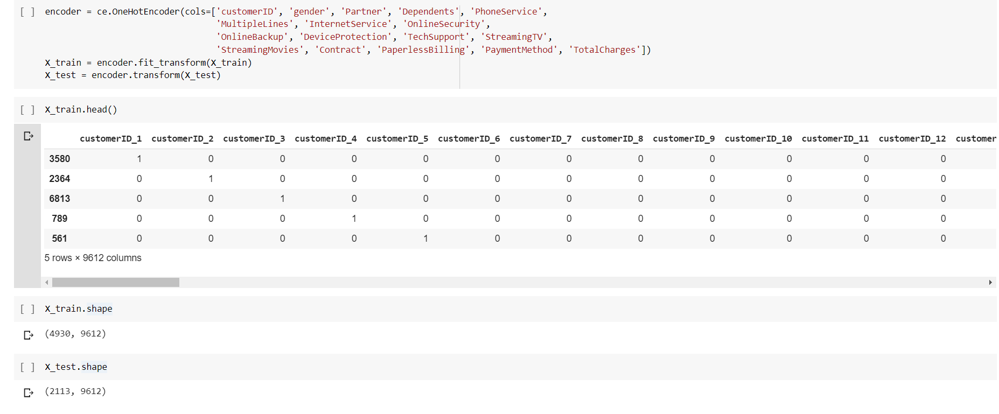 [ ] encoder = ce.OneHotEncoder(cols=['customerID', 'gender', 'Partner', 'Dependents', 'PhoneService',
'MultipleLines', 'InternetService', 'OnlineSecurity',
'OnlineBackup', 'DeviceProtection', 'TechSupport', 'StreamingTV',
'StreamingMovies', 'Contract', 'PaperlessBilling', 'PaymentMethod', 'TotalCharges'])
X_train = encoder.fit_transform(X_train)
X_test = encoder.transform(X_test)
[ ] X_train.head()
customerID_1 customerID_2 customerID_3 customerID_4 customerID_5 customerID_6 customerID_7 customerID_8 customerID_9 customerID_10 customerID_11 customerID_12 customer
3580 1 0 0 0 0 0 0 0 0 0 0 0
2364 0 1 0 0 0 0 0 0 0 0 0 0
6813 0 0 1 0 0 0 0 0 0 0 0 0
789 0 0 0 1 0 0 0 0 0 0 0 0
561 0 0 0 0 1 0 0 0 0 0 0 0
5 rows × 9612 columns
[ ] X_train.shape
(4930, 9612)
[ ] X_test.shape
(2113, 9612)